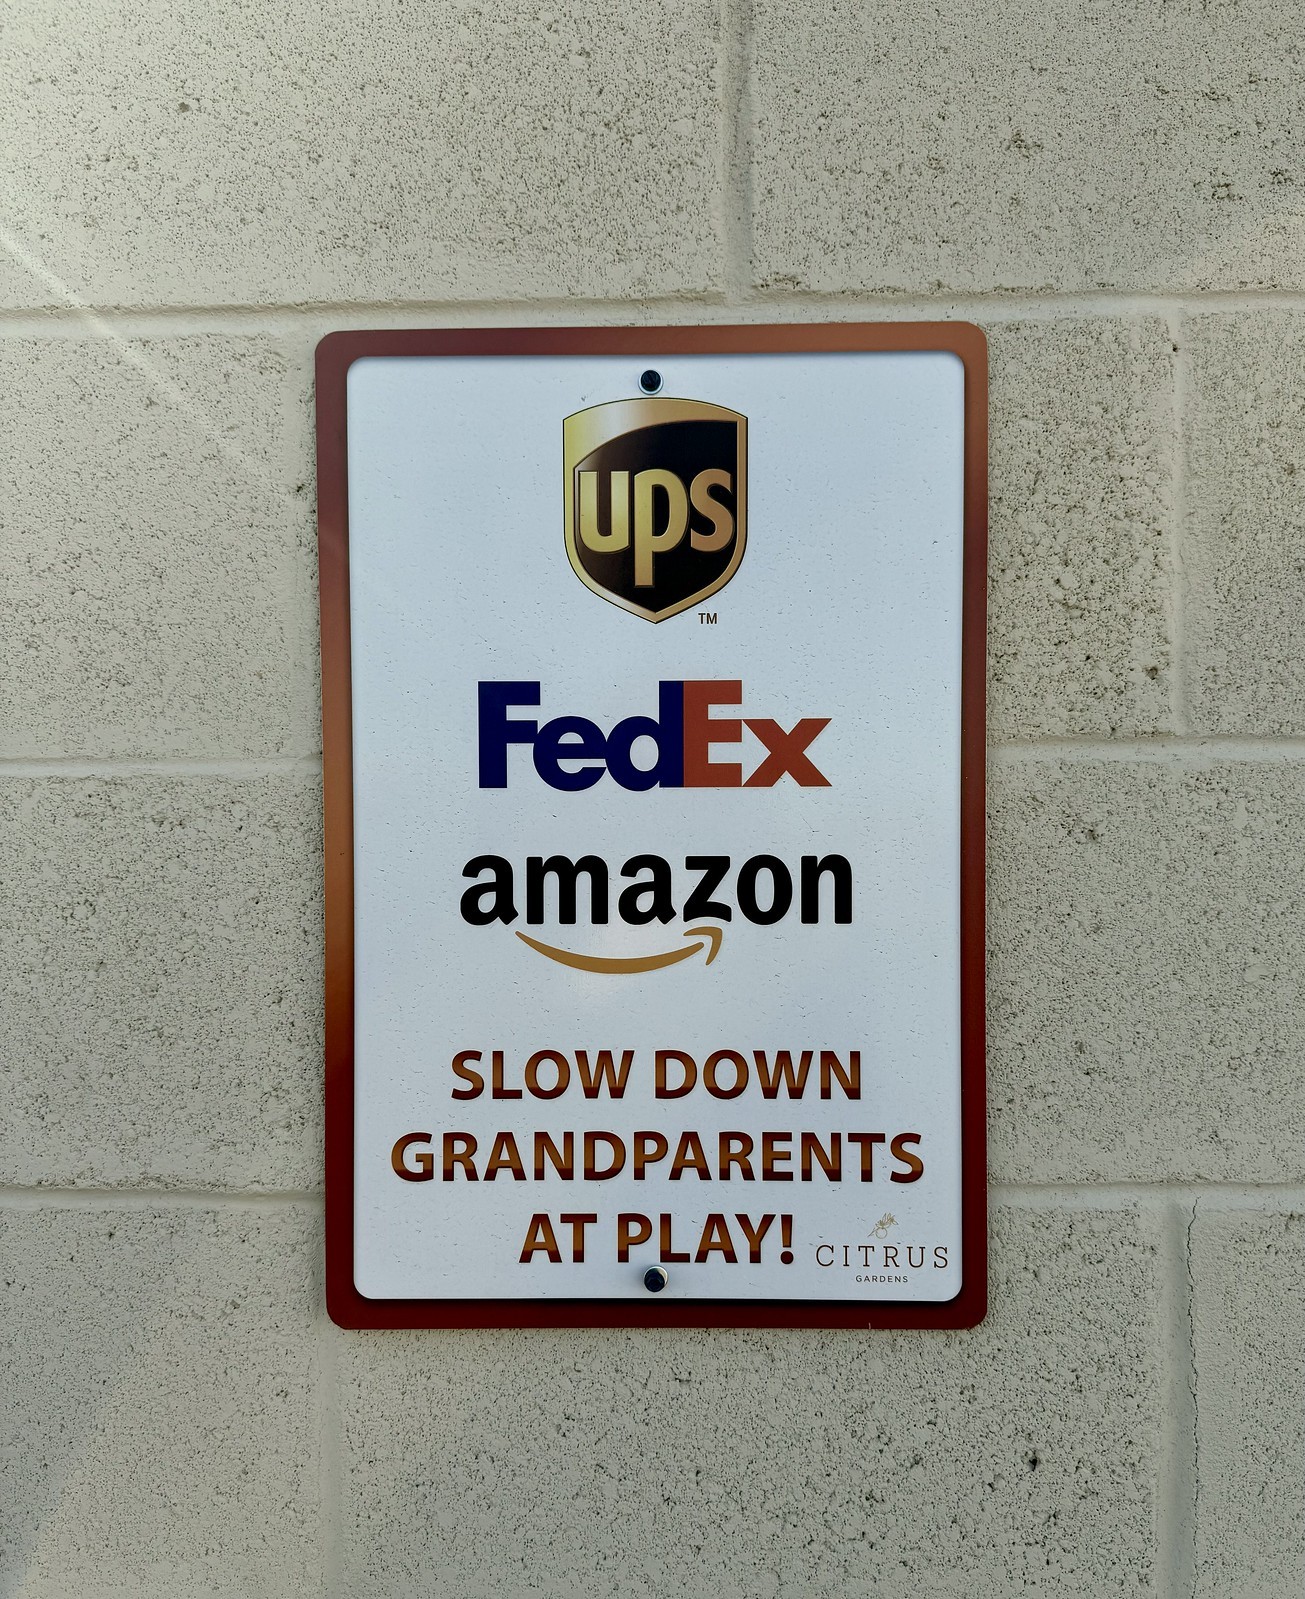 ups
TM
FedEx
amazon
SLOW DOWN
GRANDPARENTS
AT PLAY!
CITRUS
GARDENS